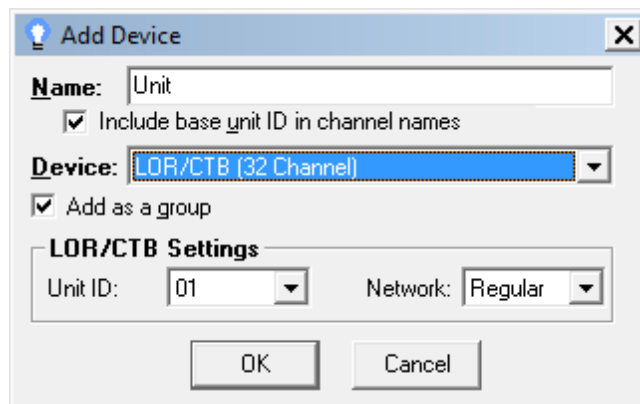 Add Device
Name: Unit
Include base unit ID in channel names
Device: LOR/CTB (32 Channel)
Add as a group
LOR/CTB Settings
Unit ID: 01 Network: Regular
OK Cancel